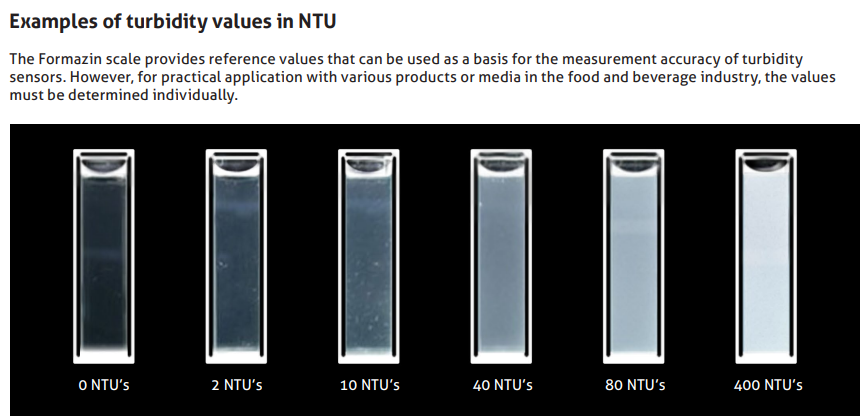 Examples of turbidity values in NTU
The Formazin scale provides reference values that can be used as a basis for the measurement accuracy of turbidity
sensors. However, for practical application with various products or media in the food and beverage industry, the values
must be determined individually.
0 NTU's
2 NTU's
10 NTU's
40 NTU's
80 NTU's
400 NTU's